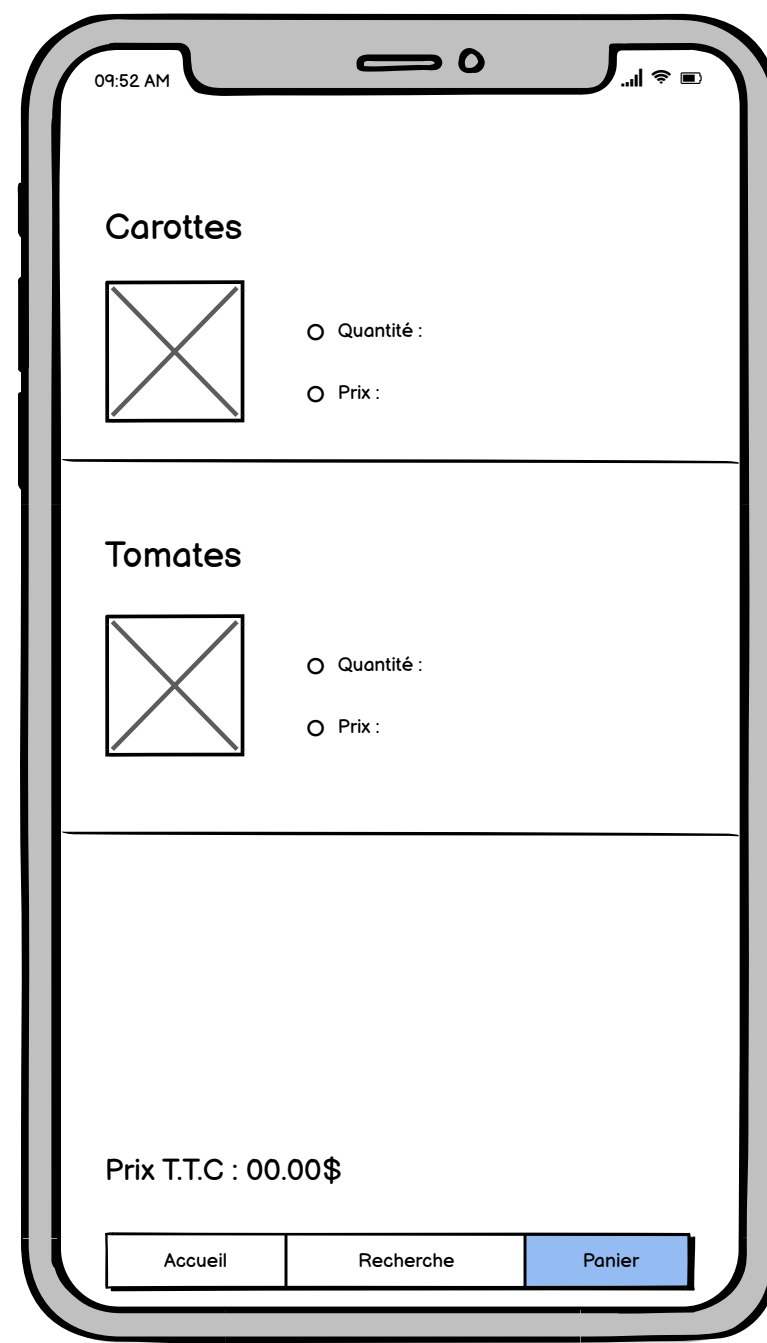 09:52 AM
Carottes
Quantité :
Prix :
Tomates
Quantité :
Prix :
Prix T.T.C : 00.00$
Accueil Recherche Panier